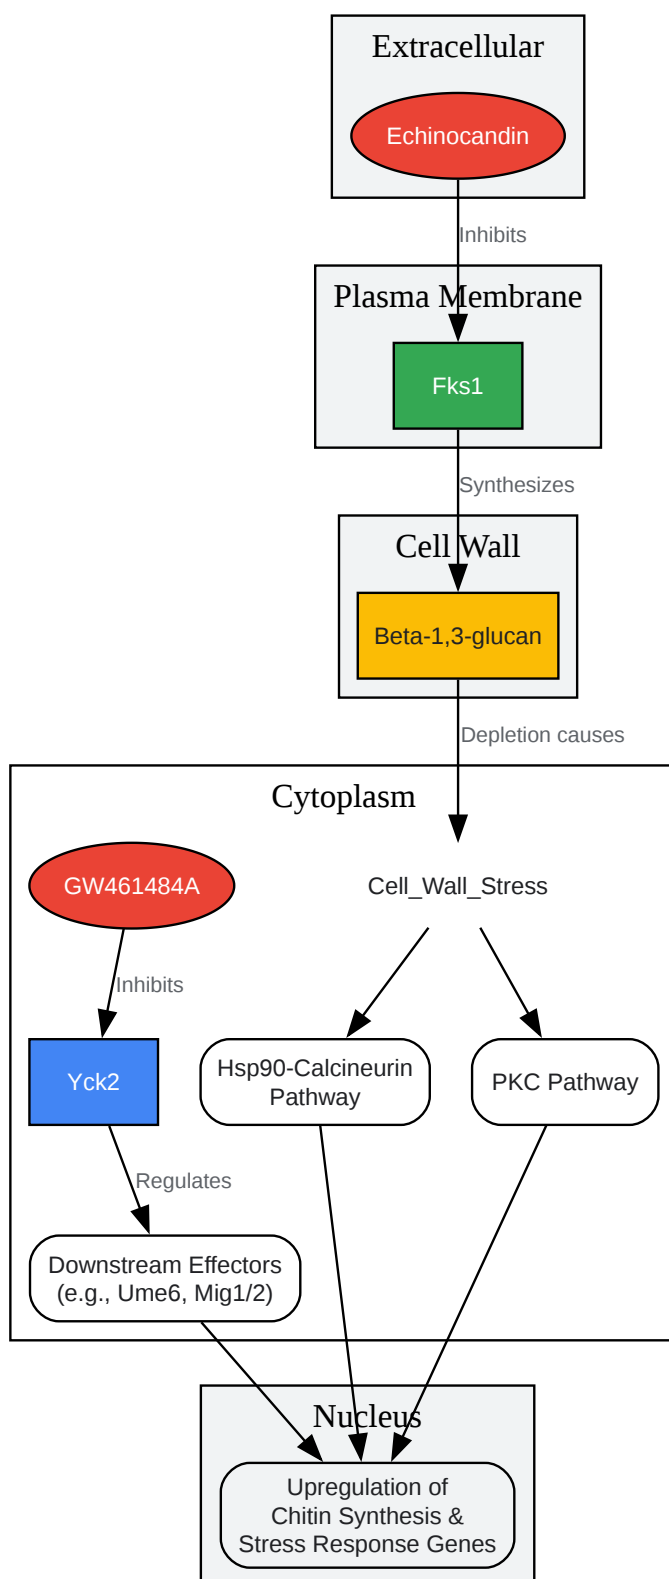 Extracellular
Echinocandin
Inhibits
Plasma Membrane
Fks1
Synthesizes
Cell Wall
Beta-1,3-glucan
Depletion causes
Cytoplasm
GW461484A
Cell_Wall_Stress
Inhibits
Yck2
Hsp90-Calcineurin
Pathway
PKC Pathway
Regulates
Downstream Effectors
(e.g., Ume6, Mig1/2)
Nucleus
Upregulation of
Chitin Synthesis &
Stress Response Genes